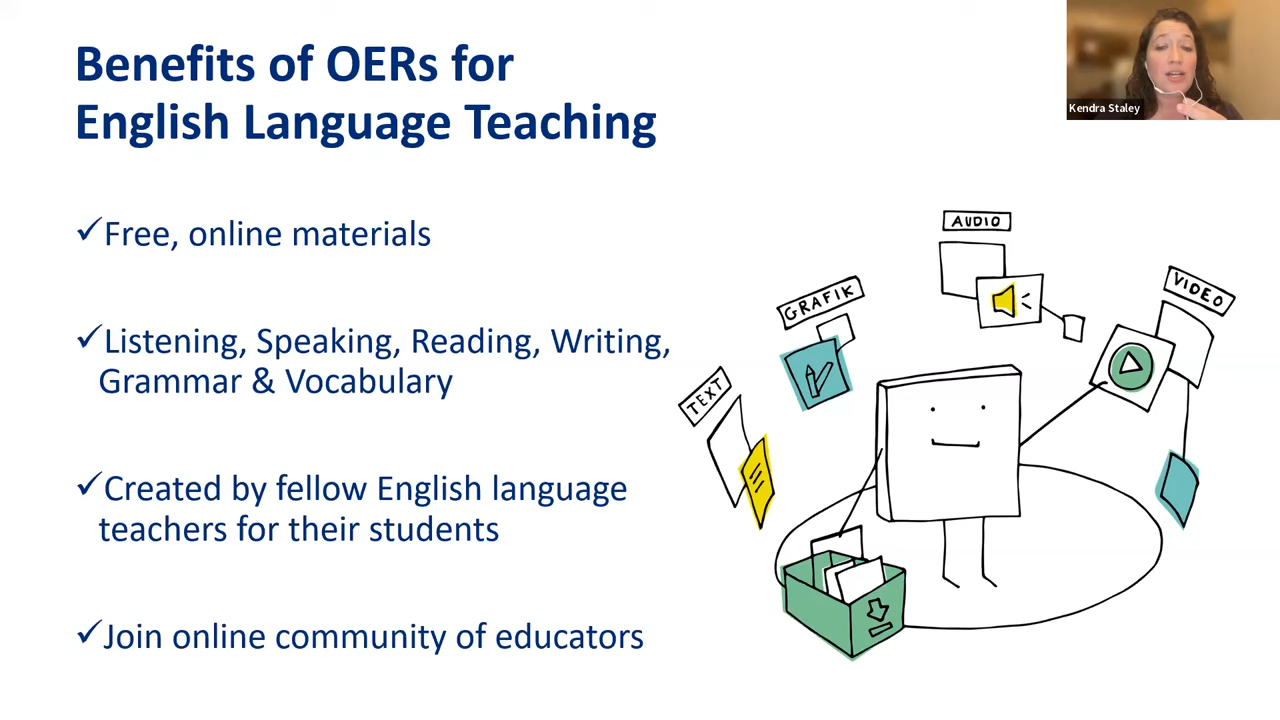 Benefits of OERs for
English Language Teaching
Kendra Staley
✓Free, online materials
✓Listening, Speaking, Reading, Writing,
Grammar & Vocabulary
✓Created by fellow English language
teachers for their students
✓Join online community of educators
AUDIO
GRAFIK
VIDEO
TEXT